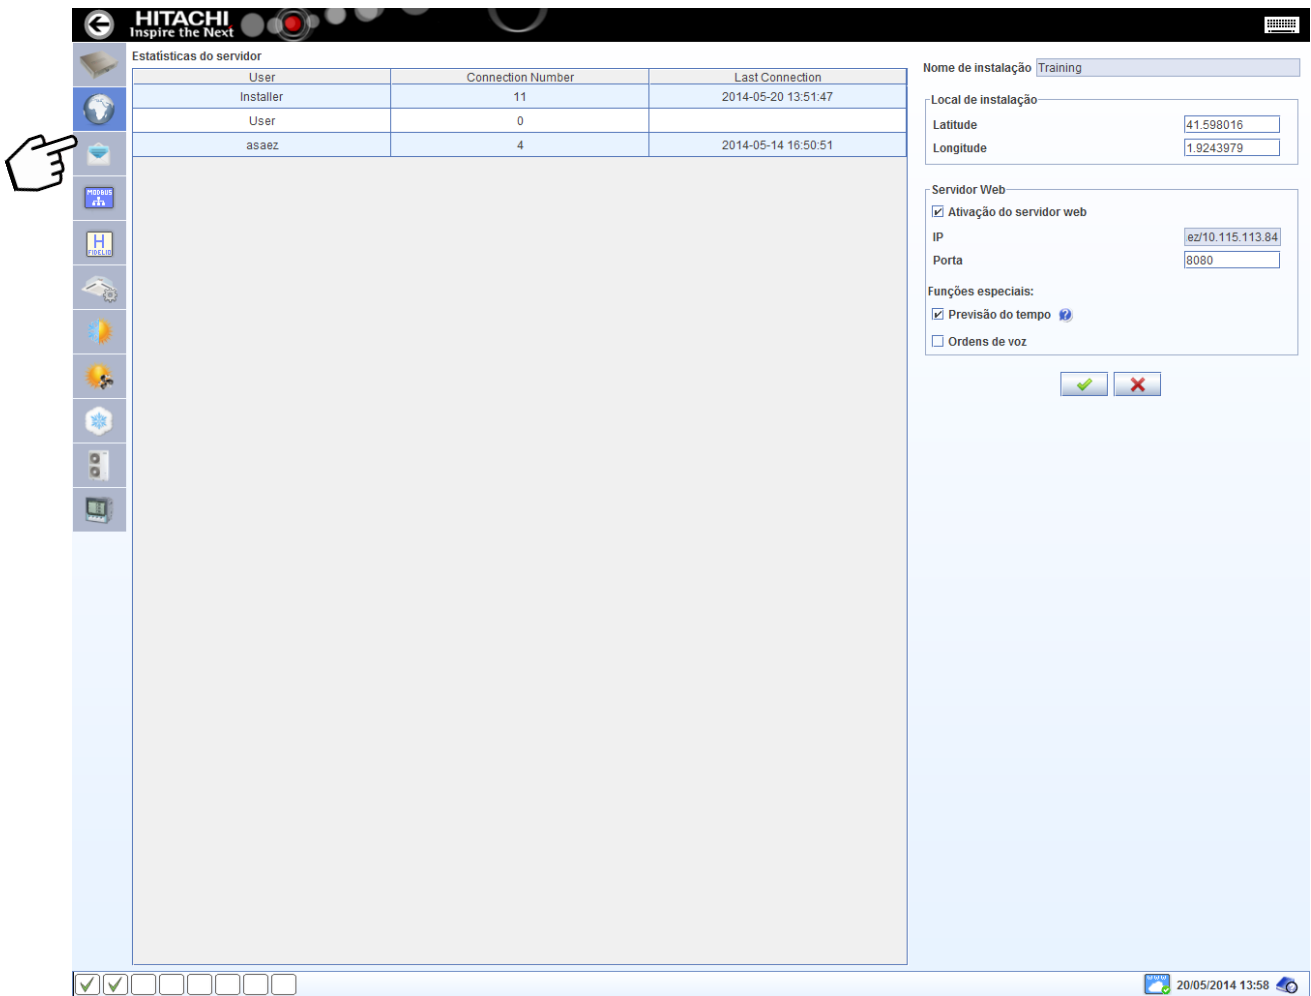 HITACHI
Inspire the Next
Estatísticas do servidor
User Connection Number Last Connection
Installer 11 2014-05-20 13:51:47
User 0
asaez 4 2014-05-14 16:50:51
MODBUS
H
FIDELIO
Nome de instalação Training
Local de instalação
Latitude 41.598016
Longitude 1.9243979
Servidor Web
Ativação do servidor web
IP ez/10.115.113.84
Porta 8080
Funções especiais:
Previsão do tempo ?
Ordens de voz
www 20/05/2014 13:58